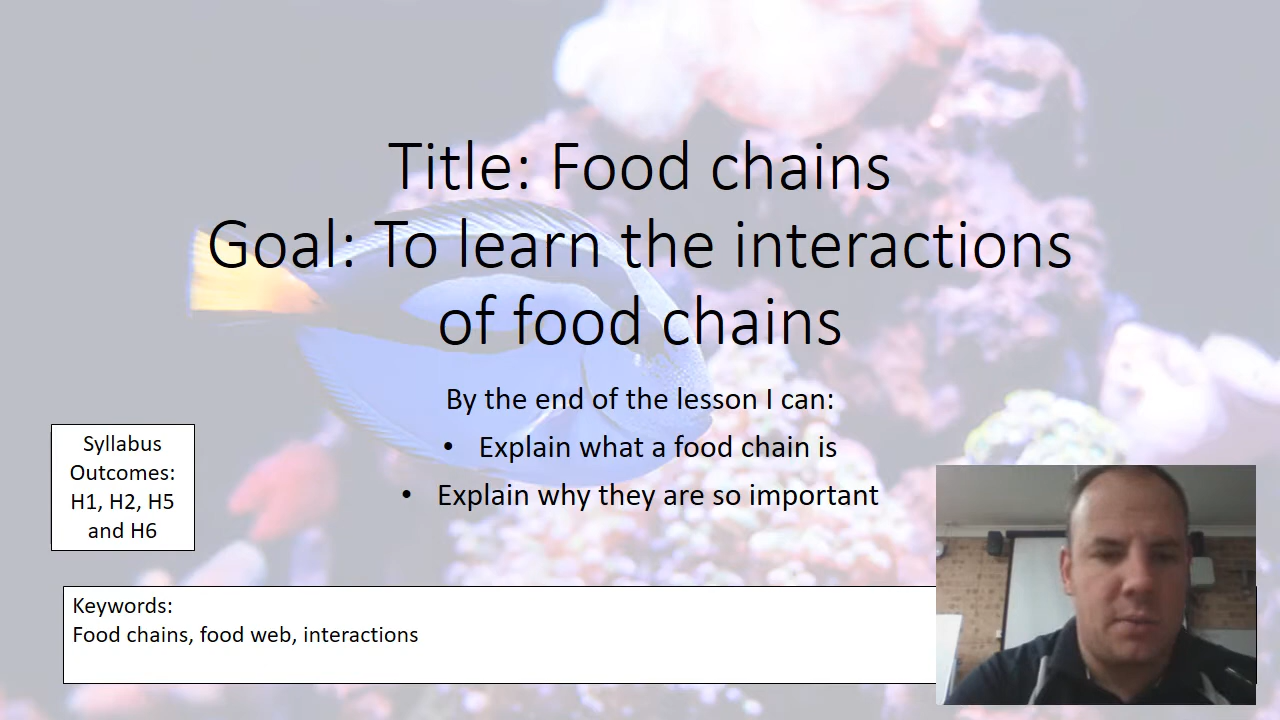 Title: Food chains
Goal: To learn the interactions
of food chains
By the end of the lesson I can:
• Explain what a food chain is
• Explain why they are so important
Syllabus
Outcomes:
H1, H2, H5
and H6
Keywords:
Food chains, food web, interactions